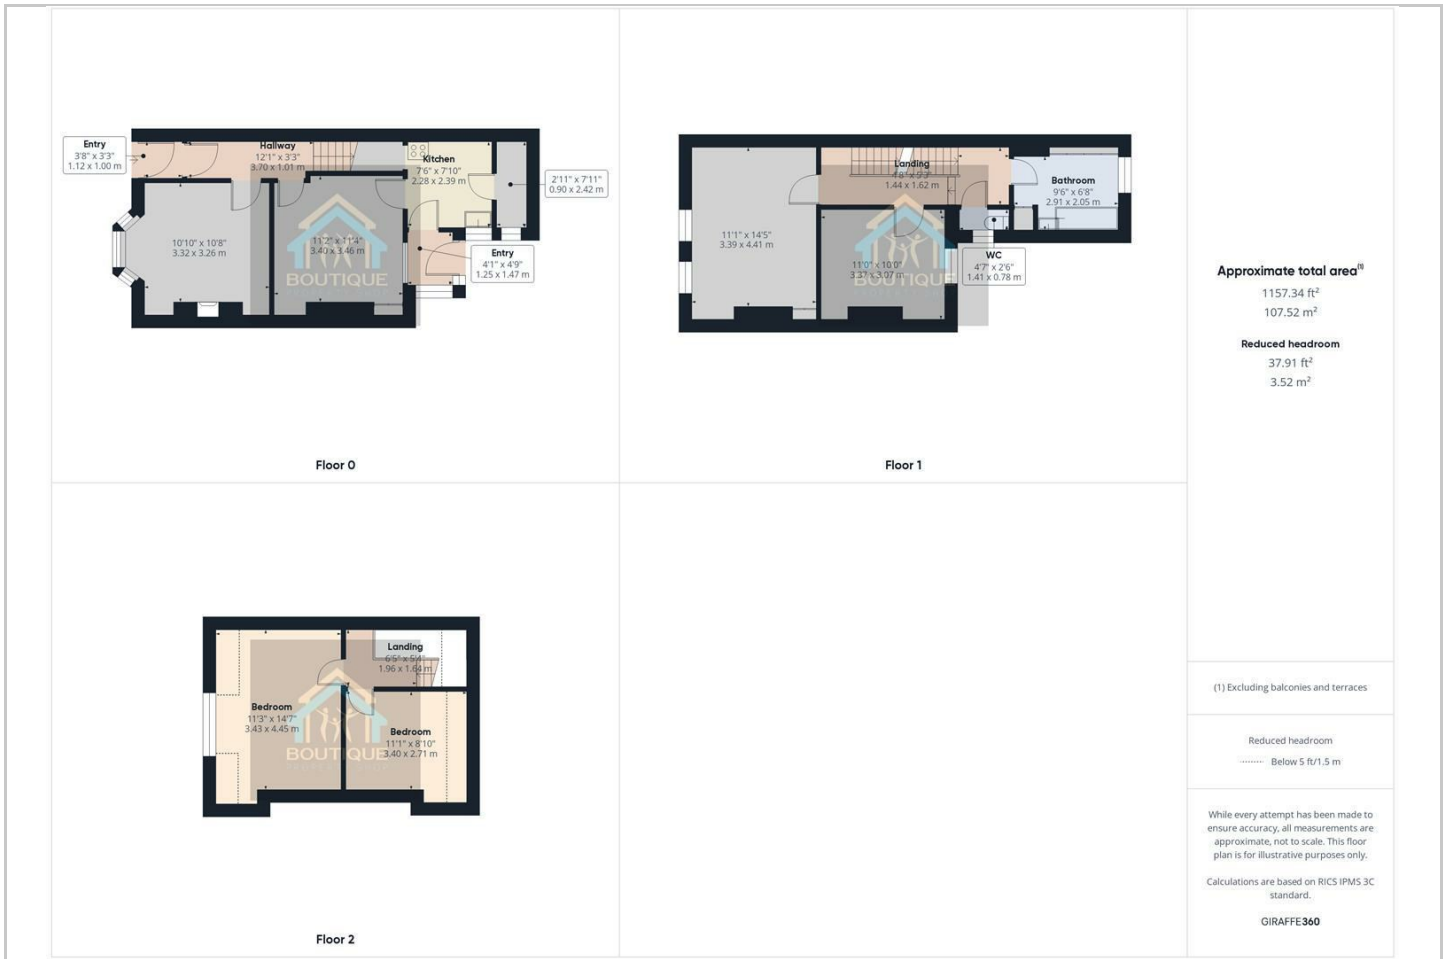 Entry
3'8" x 3'3"
1.12 x 1.00 m
Hallway
12'1" x 3'3"
3.70 x 1.01 m
Kitchen
7'6" x 7'10"
2.28 x 2.39 m
2'11" x 7'11"
0.90 x 2.42 m
10'10" x 10'8"
3.32 x 3.26 m
11'2" x 11'4"
3.40 x 3.46 m
BOUTIQUE
Entry
4'1" x 4'9"
1.25 x 1.47 m
Floor 0
Landing
4'8" x 5'3"
1.44 x 1.62 m
Bathroom
9'6" x 6'8"
2.91 x 2.05 m
11'1" x 14'5"
3.39 x 4.41 m
11'0" x 10'0"
3.37 x 3.07 m
BOUTIQUE
WC
4'7" x 2'6"
1.41 x 0.78 m
Floor 1
Landing
6'5" x 5'4"
1.96 x 1.64 m
Bedroom
11'3" x 14'7"
3.43 x 4.45 m
Bedroom
11'1" x 8'10"
3.40 x 2.71 m
BOUTIQUE
Floor 2
Approximate total area(1)
1157.34 ft²
107.52 m²
Reduced headroom
37.91 ft²
3.52 m²
(1) Excluding balconies and terraces
Reduced headroom
Below 5 ft/1.5 m
While every attempt has been made to
ensure accuracy, all measurements are
approximate, not to scale. This floor
plan is for illustrative purposes only.
Calculations are based on RICS IPMS 3C
standard.
GIRAFFE360